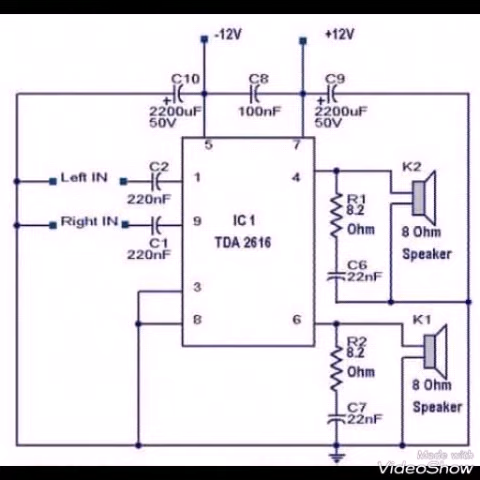 -12V
+12V
C10
C8
C9
+
2200uF
50V
100nF
+
2200uF
50V
5
7
Left IN
C2
220nF
1
4
K2
R1
8.2
Ohm
8 Ohm
Speaker
Right IN
C1
220nF
9
IC 1
TDA 2616
C6
22nF
3
8
6
K1
R2
8.2
Ohm
8 Ohm
Speaker
C7
22nF
Made with
VideoShow